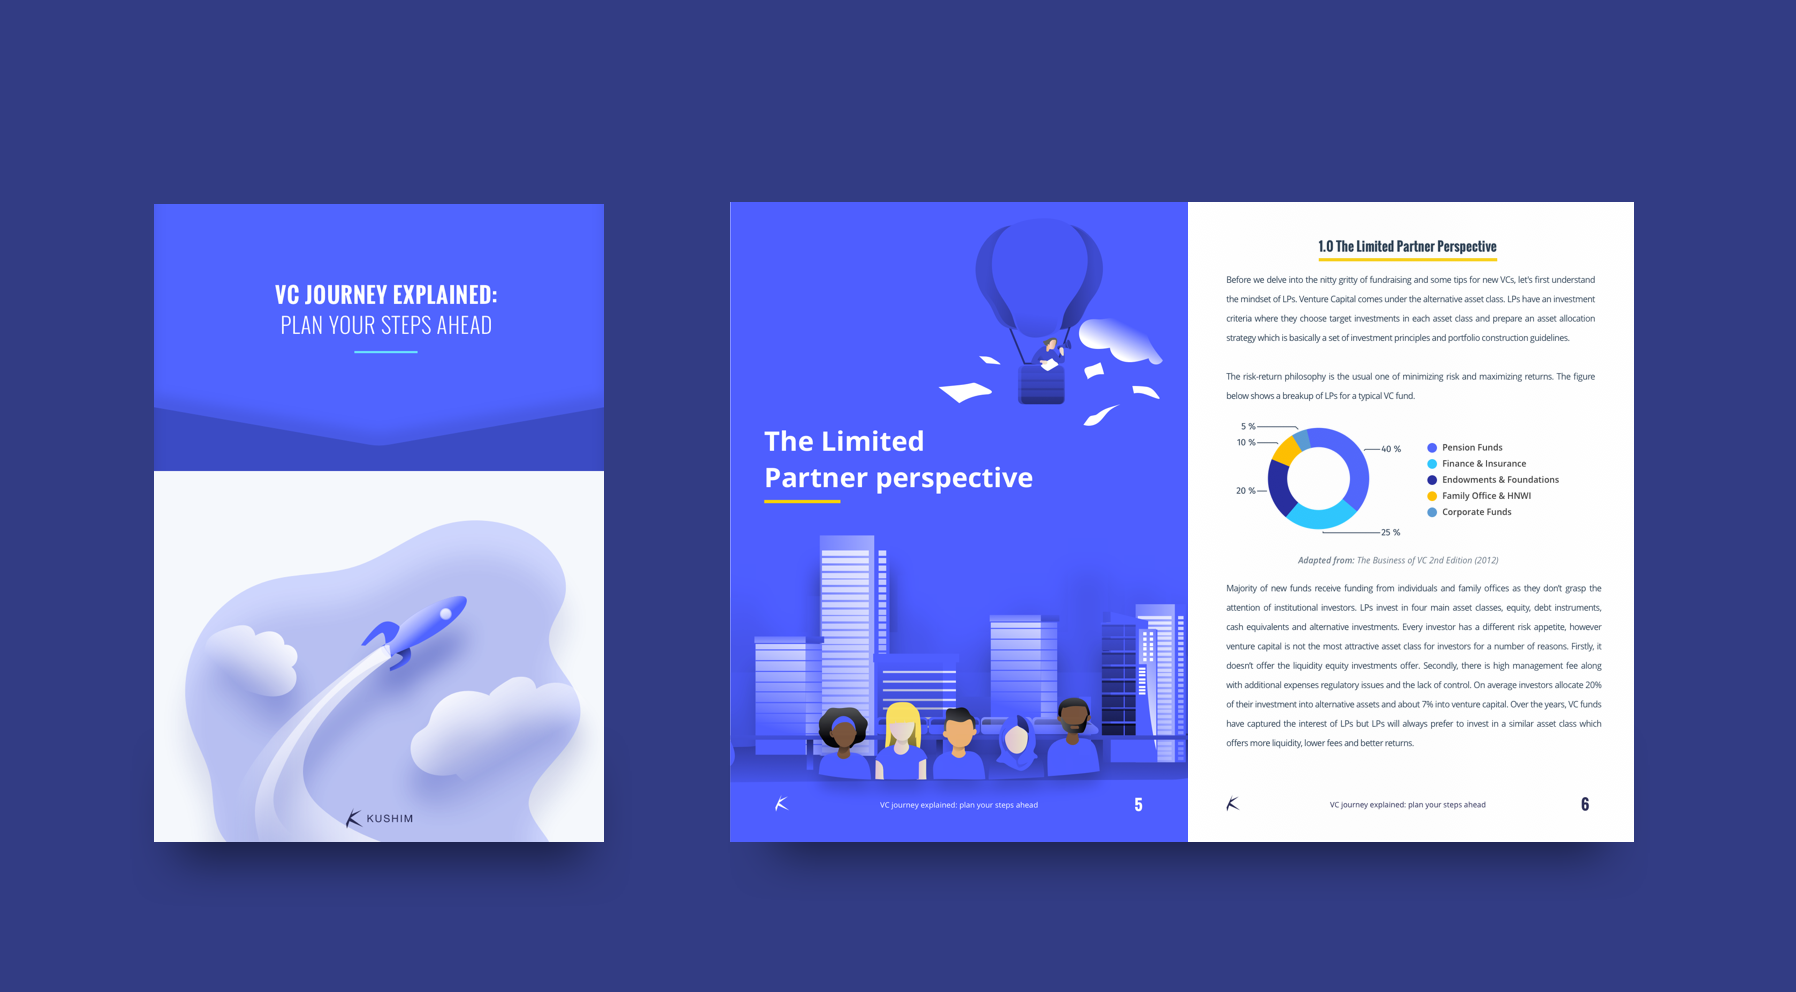 VC JOURNEY EXPLAINED:
PLAN YOUR STEPS AHEAD
KUSHIM
The Limited
Partner perspective
VC journey explained: plan your steps ahead
5
1.0 The Limited Partner Perspective
Before we delve into the nitty gritty of fundraising and some tips for new VCs, let's first understand
the mindset of LPs. Venture Capital comes under the alternative asset class. LPs have an investment
criteria where they choose target investments in each asset class and prepare an asset allocation
strategy which is basically a set of investment principles and portfolio construction guidelines.
The risk-return philosophy is the usual one of minimizing risk and maximizing returns. The figure
below shows a breakup of LPs for a typical VC fund.
5 %
10 %
40 %
20 %
25 %
Pension Funds
Finance & Insurance
Endowments & Foundations
Family Office & HNWI
Corporate Funds
Adapted from: The Business of VC 2nd Edition (2012)
Majority of new funds receive funding from individuals and family offices as they don't grasp the
attention of institutional investors. LPs invest in four main asset classes, equity, debt instruments,
cash equivalents and alternative investments. Every investor has a different risk appetite, however
venture capital is not the most attractive asset class for investors for a number of reasons. Firstly, it
doesn't offer the liquidity equity investments offer. Secondly, there is high management fee along
with additional expenses regulatory issues and the lack of control. On average investors allocate 20%
of their investment into alternative assets and about 7% into venture capital. Over the years, VC funds
have captured the interest of LPs but LPs will always prefer to invest in a similar asset class which
offers more liquidity, lower fees and better returns.
VC journey explained: plan your steps ahead
6